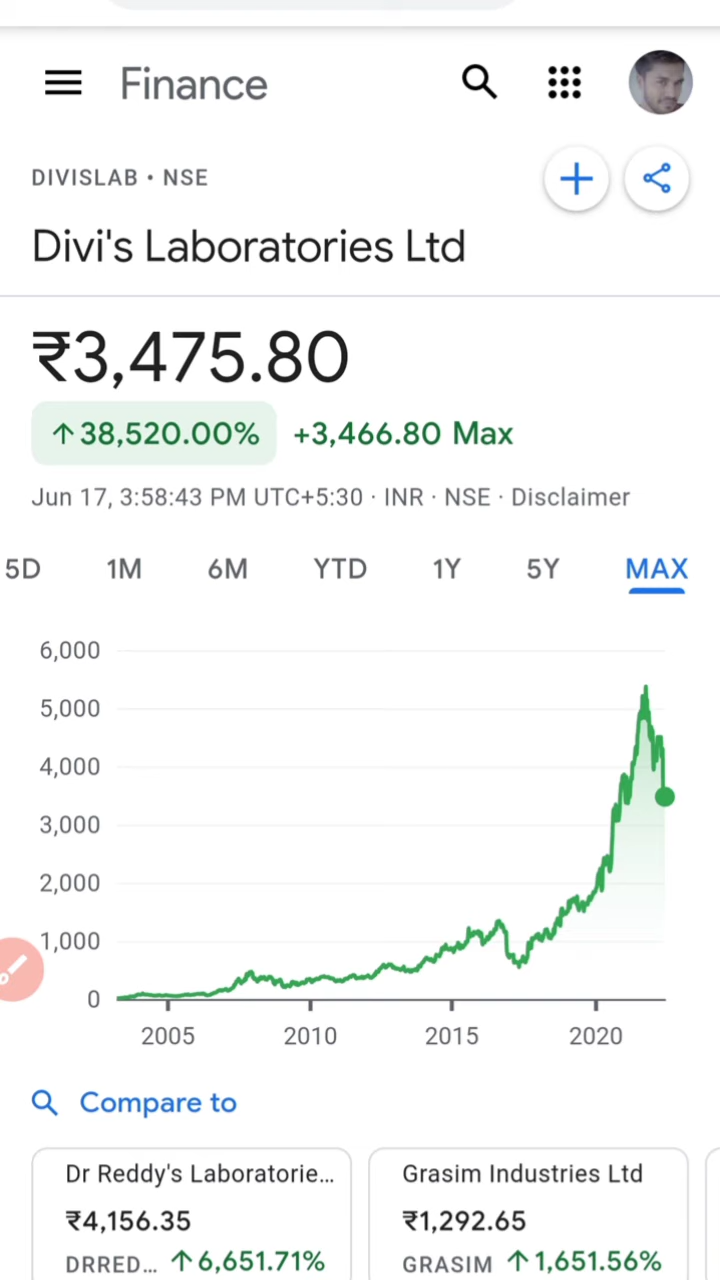 Finance
DIVISLAB • NSE
Divi's Laboratories Ltd
₹3,475.80
↑38,520.00% +3,466.80 Max
Jun 17, 3:58:43 PM UTC+5:30 · INR · NSE · Disclaimer
5D 1M 6M YTD 1Y 5Y MAX
6,000
5,000
4,000
3,000
2,000
1,000
0
2005 2010 2015 2020
Compare to
Dr Reddy's Laboratorie... Grasim Industries Ltd
₹4,156.35 ₹1,292.65
DRRED... ↑6,651.71% GRASIM ↑1,651.56%